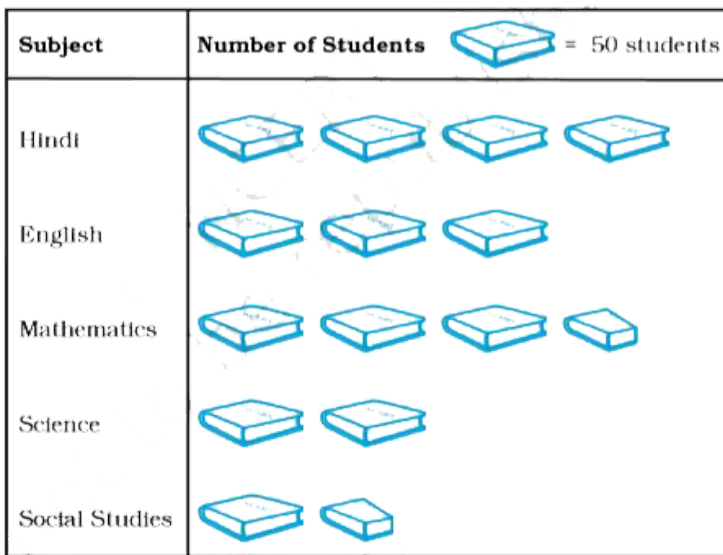 Subject Number of Students = 50 students
Hindi
English
Mathematics
Science
Social Studies